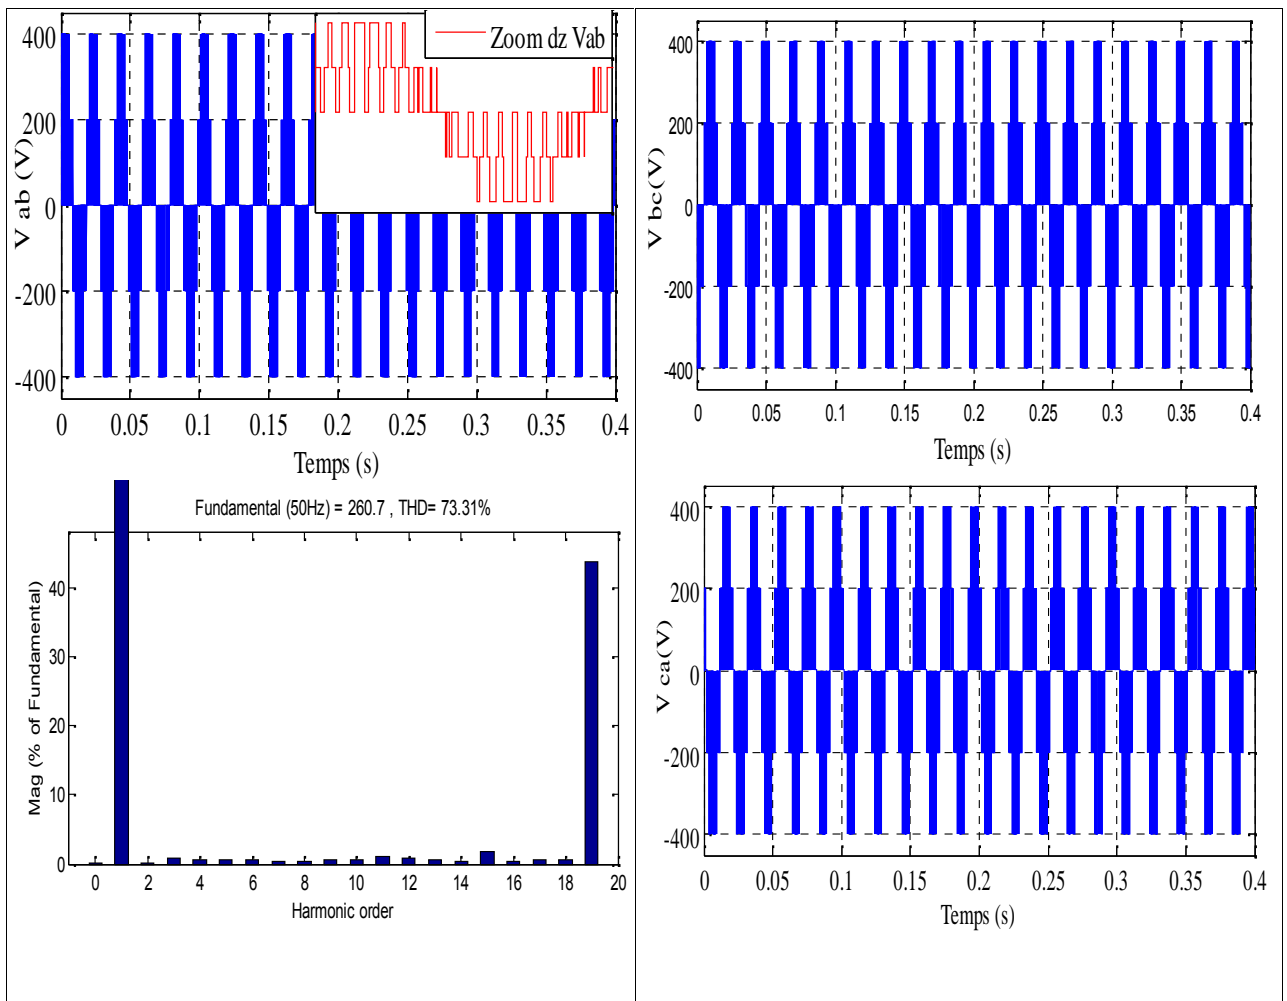 Zoom dz Vab
V ab (V)
400
200
0
-200
-400
0 0.05 0.1 0.15 0.2 0.25 0.3 0.35 0.4
Temps (s)
V bc(V)
400
200
0
-200
-400
0 0.05 0.1 0.15 0.2 0.25 0.3 0.35 0.4
Temps (s)
Fundamental (50Hz) = 260.7 , THD= 73.31%
Mag (% of Fundamental)
40
30
20
10
0
0 2 4 6 8 10 12 14 16 18 20
Harmonic order
V ca(V)
400
200
0
-200
-400
0 0.05 0.1 0.15 0.2 0.25 0.3 0.35 0.4
Temps (s)